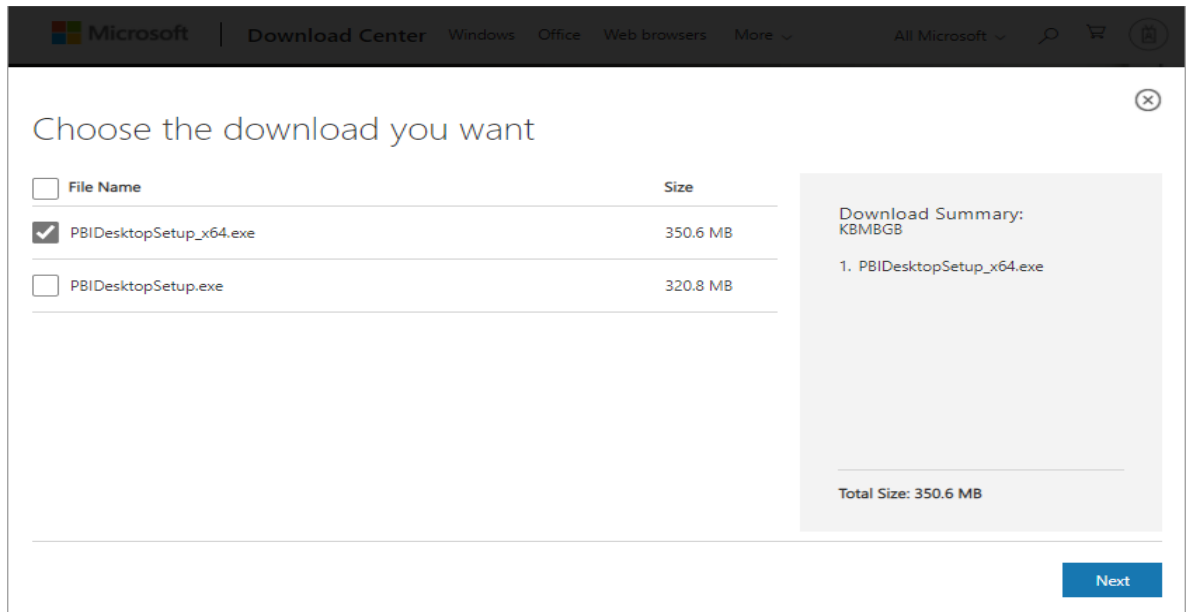 Microsoft Download Center Windows Office Web browsers More All Microsoft
Choose the download you want
File Name Size
PBIDesktopSetup_x64.exe 350.6 MB
PBIDesktopSetup.exe 320.8 MB
Download Summary:
KBMBGB
1. PBIDesktopSetup_x64.exe
Total Size: 350.6 MB
Next